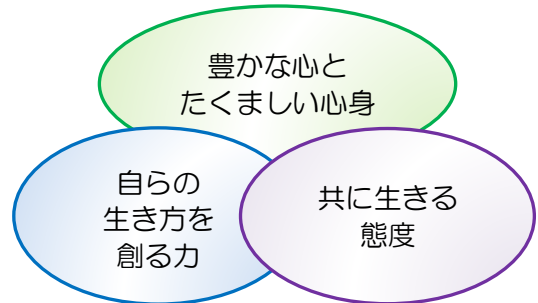 豊かな心と
たくましい心身
自らの
生き方を
創る力
共に生きる
態度